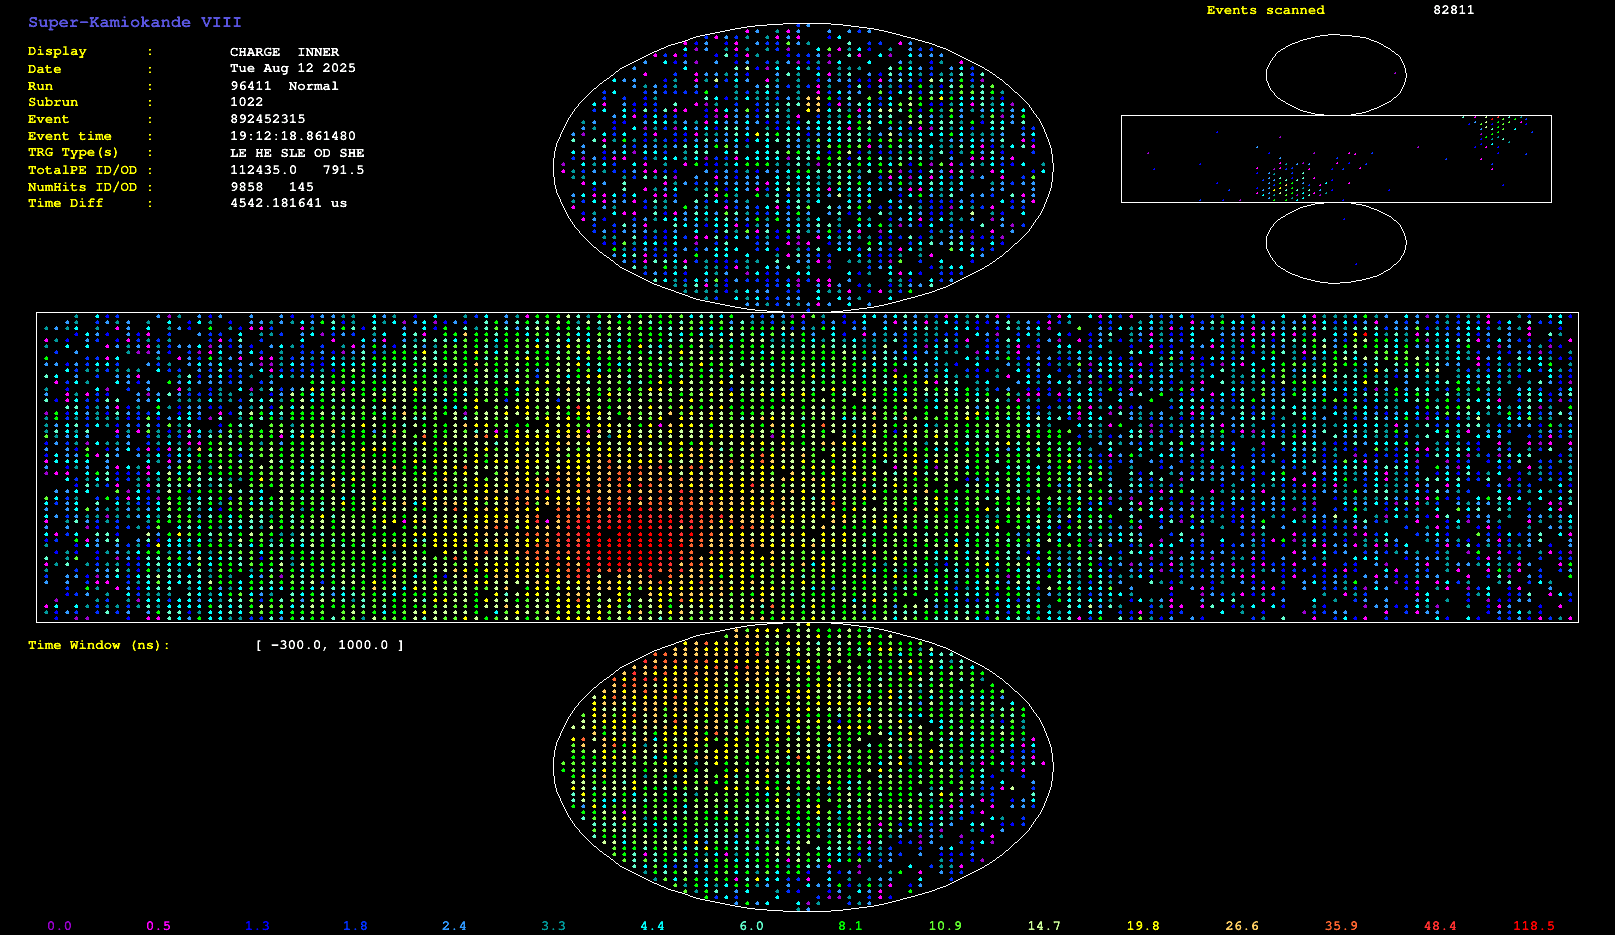 Super-Kamiokande VIII
Events scanned 82811
Display : CHARGE INNER
Date : Tue Aug 12 2025
Run : 96411 Normal
Subrun : 1022
Event : 892452315
Event time : 19:12:18.861480
TRG Type(s) : LE HE SLE OD SHE
TotalPE ID/OD : 112435.0 791.5
NumHits ID/OD : 9858 145
Time Diff : 4542.181641 us
Time Window (ns): [ -300.0, 1000.0 ]
0.0 0.5 1.3 1.8 2.4 3.3 4.4 6.0 8.1 10.9 14.7 19.8 26.6 35.9 48.4 118.5